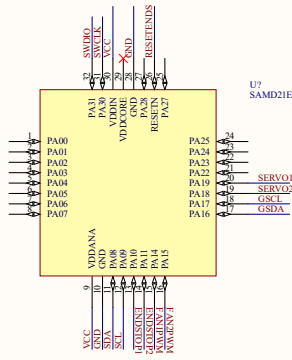 SWDIO
SWCLK
VCC
GND
RESETENDS
32
31
30
29
28
27
26
25
PA31
PA30
VDDIN
VDDCORE
GND
PA28
RESETN
PA27
U?
SAMD21E
1 PA00
2 PA01
3 PA02
4 PA03
5 PA04
6 PA05
7 PA06
8 PA07
PA25 24
PA24 23
PA23 22
PA22 21
PA19 20 SERVO1
PA18 19 SERVO2
PA17 18 GSCL
PA16 17 GSDA
VDDANA
GND
PA08
PA09
PA10
PA11
PA14
PA15
9
10
11
12
13
14
15
16
VCC
GND
SDA
SCL
ENDSTOP1
ENDSTOP2
FAN1PWM
FAN2PWM